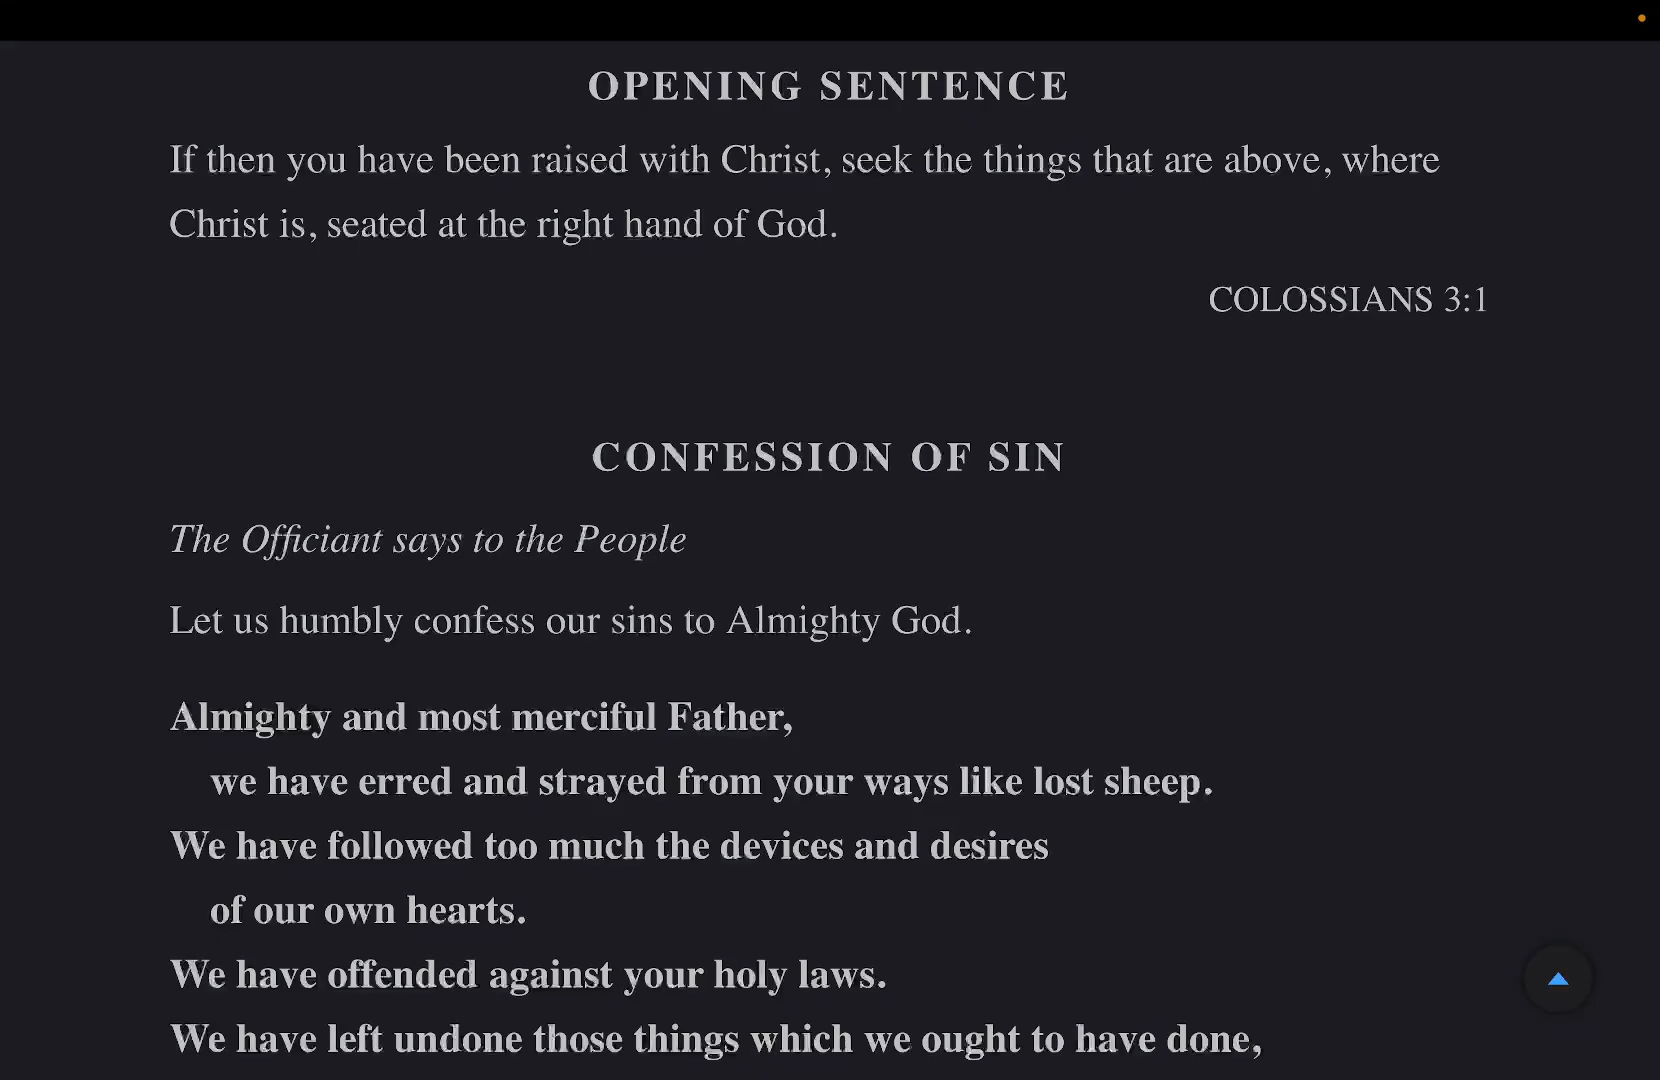 OPENING SENTENCE
If then you have been raised with Christ, seek the things that are above, where
Christ is, seated at the right hand of God.
COLOSSIANS 3:1
CONFESSION OF SIN
The Officiant says to the People
Let us humbly confess our sins to Almighty God.
Almighty and most merciful Father,
we have erred and strayed from your ways like lost sheep.
We have followed too much the devices and desires
of our own hearts.
We have offended against your holy laws.
We have left undone those things which we ought to have done,